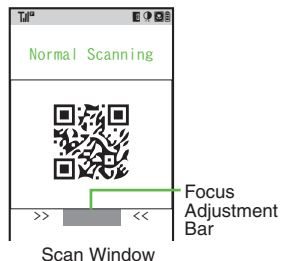 Normal Scanning
>> <<
Focus
Adjustment
Bar
Scan Window